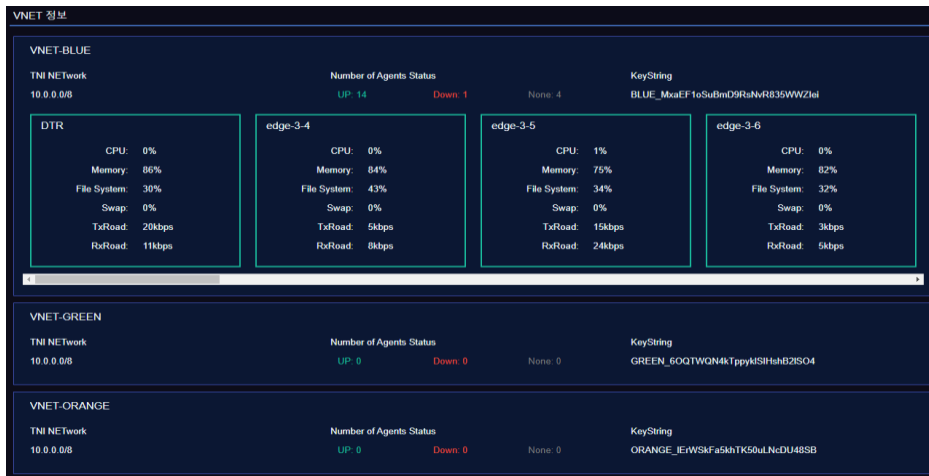 VNET 정보
VNET-BLUE
TNI NETwork Number of Agents Status KeyString
10.0.0.0/8 UP: 14 Down: 1 None: 4 BLUE_MxaEF1oSuBmD9RsNvR835WWZIei
DTR edge-3-4 edge-3-5 edge-3-6
CPU: 0% CPU: 0% CPU: 1% CPU: 0%
Memory: 86% Memory: 84% Memory: 75% Memory: 82%
File System: 30% File System: 43% File System: 34% File System: 32%
Swap: 0% Swap: 0% Swap: 0% Swap: 0%
TxRoad: 20kbps TxRoad: 5kbps TxRoad: 15kbps TxRoad: 3kbps
RxRoad: 11kbps RxRoad: 8kbps RxRoad: 24kbps RxRoad: 5kbps
VNET-GREEN
TNI NETwork Number of Agents Status KeyString
10.0.0.0/8 UP: 0 Down: 0 None: 0 GREEN_6OQTWQN4kTppyklSIHshB2ISO4
VNET-ORANGE
TNI NETwork Number of Agents Status KeyString
10.0.0.0/8 UP: 0 Down: 0 None: 0 ORANGE_IErWSkFa5khTK50uLNcDU48SB